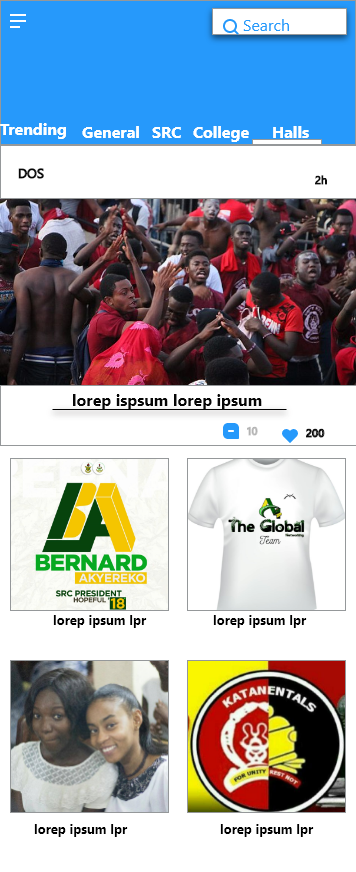 Search
Trending General SRC College Halls
DOS
2h
lorep ispsum lorep ipsum
10 200
BERNARD
AKYEREKO
SRC PRESIDENT
HOPEFUL '18
lorep ipsum lpr
The Global
Networking
Team
lorep ipsum lpr
lorep ipsum lpr
KATANENTALS
FOR UNITY REST NOT
lorep ipsum lpr